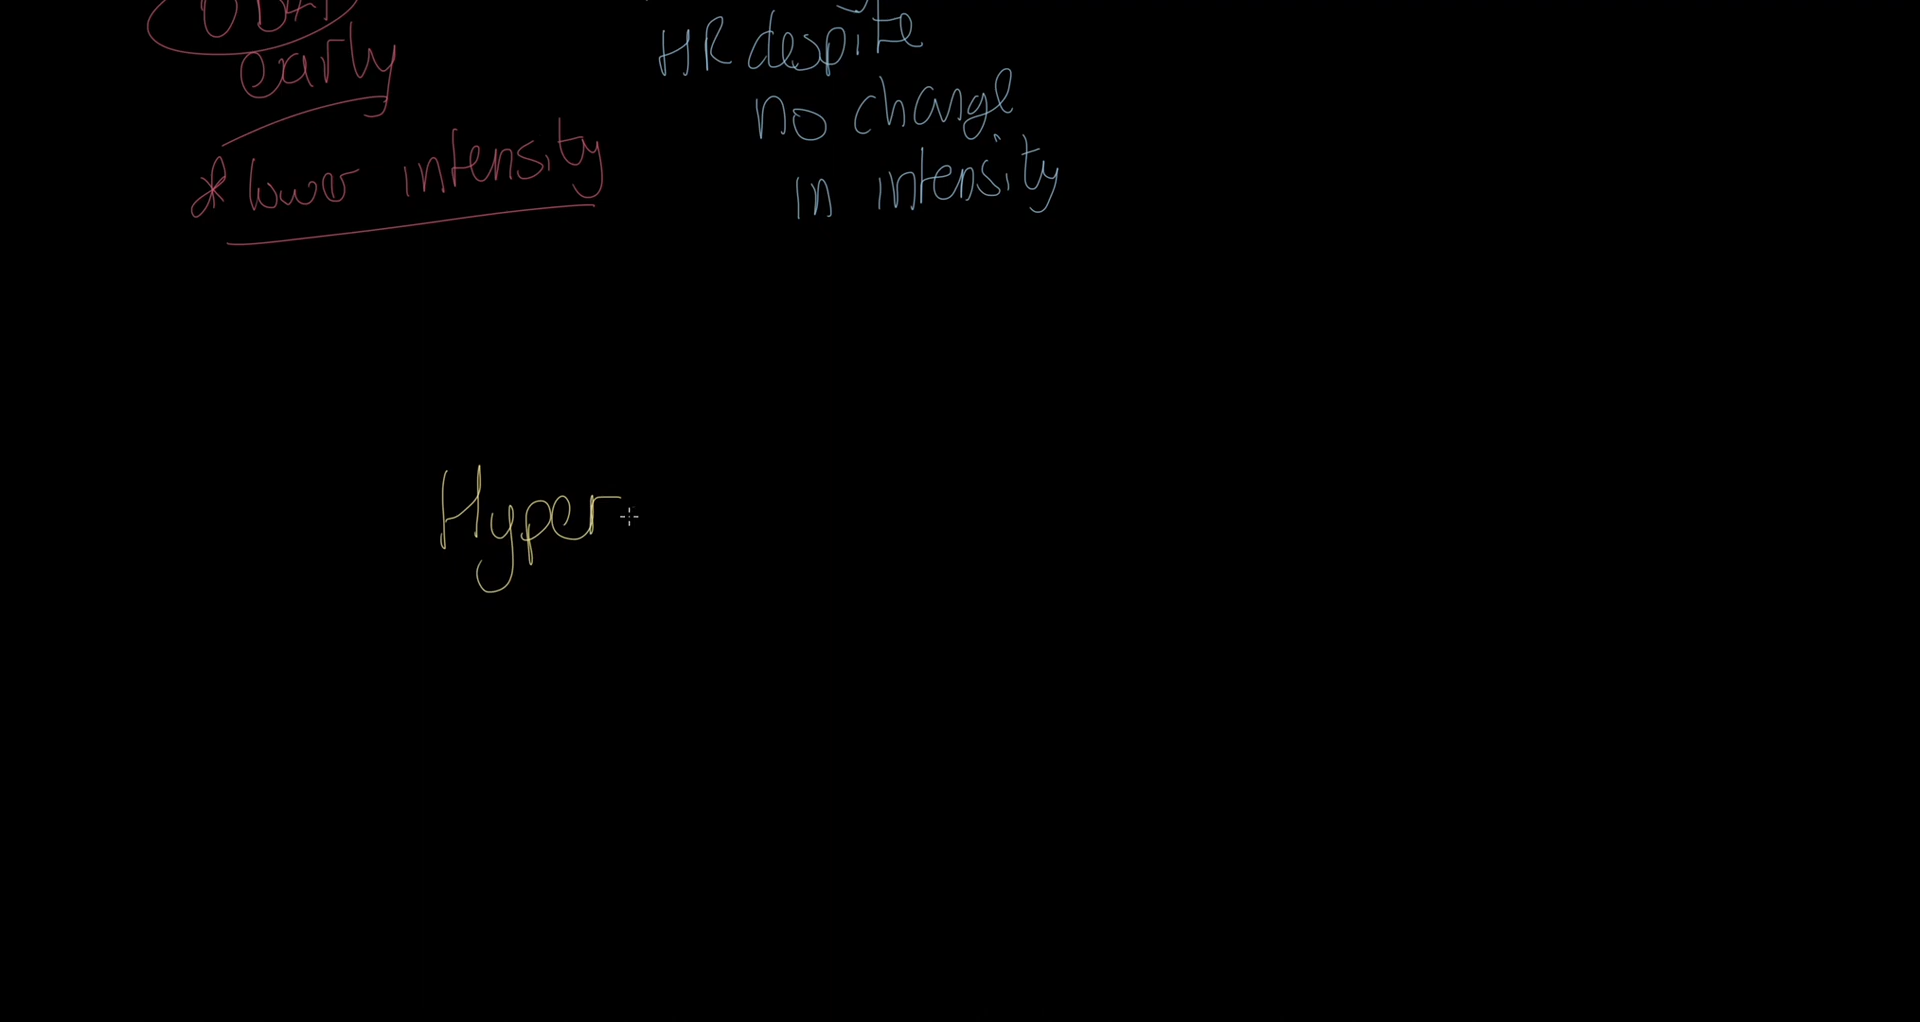 early
* lower intensity
HR despite
no change
in intensity
Hyper